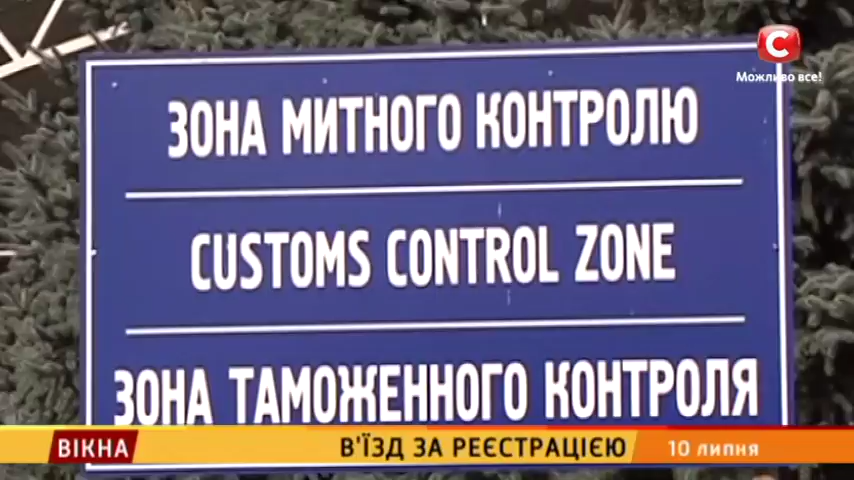 С
Можливо все!
ЗОНА МИТНОГО КОНТРОЛЮ
CUSTOMS CONTROL ZONE
ЗОНА ТАМОЖЕННОГО КОНТРОЛЯ
ВІКНА В'ЇЗД ЗА РЕЄСТРАЦІЄЮ 10 липня